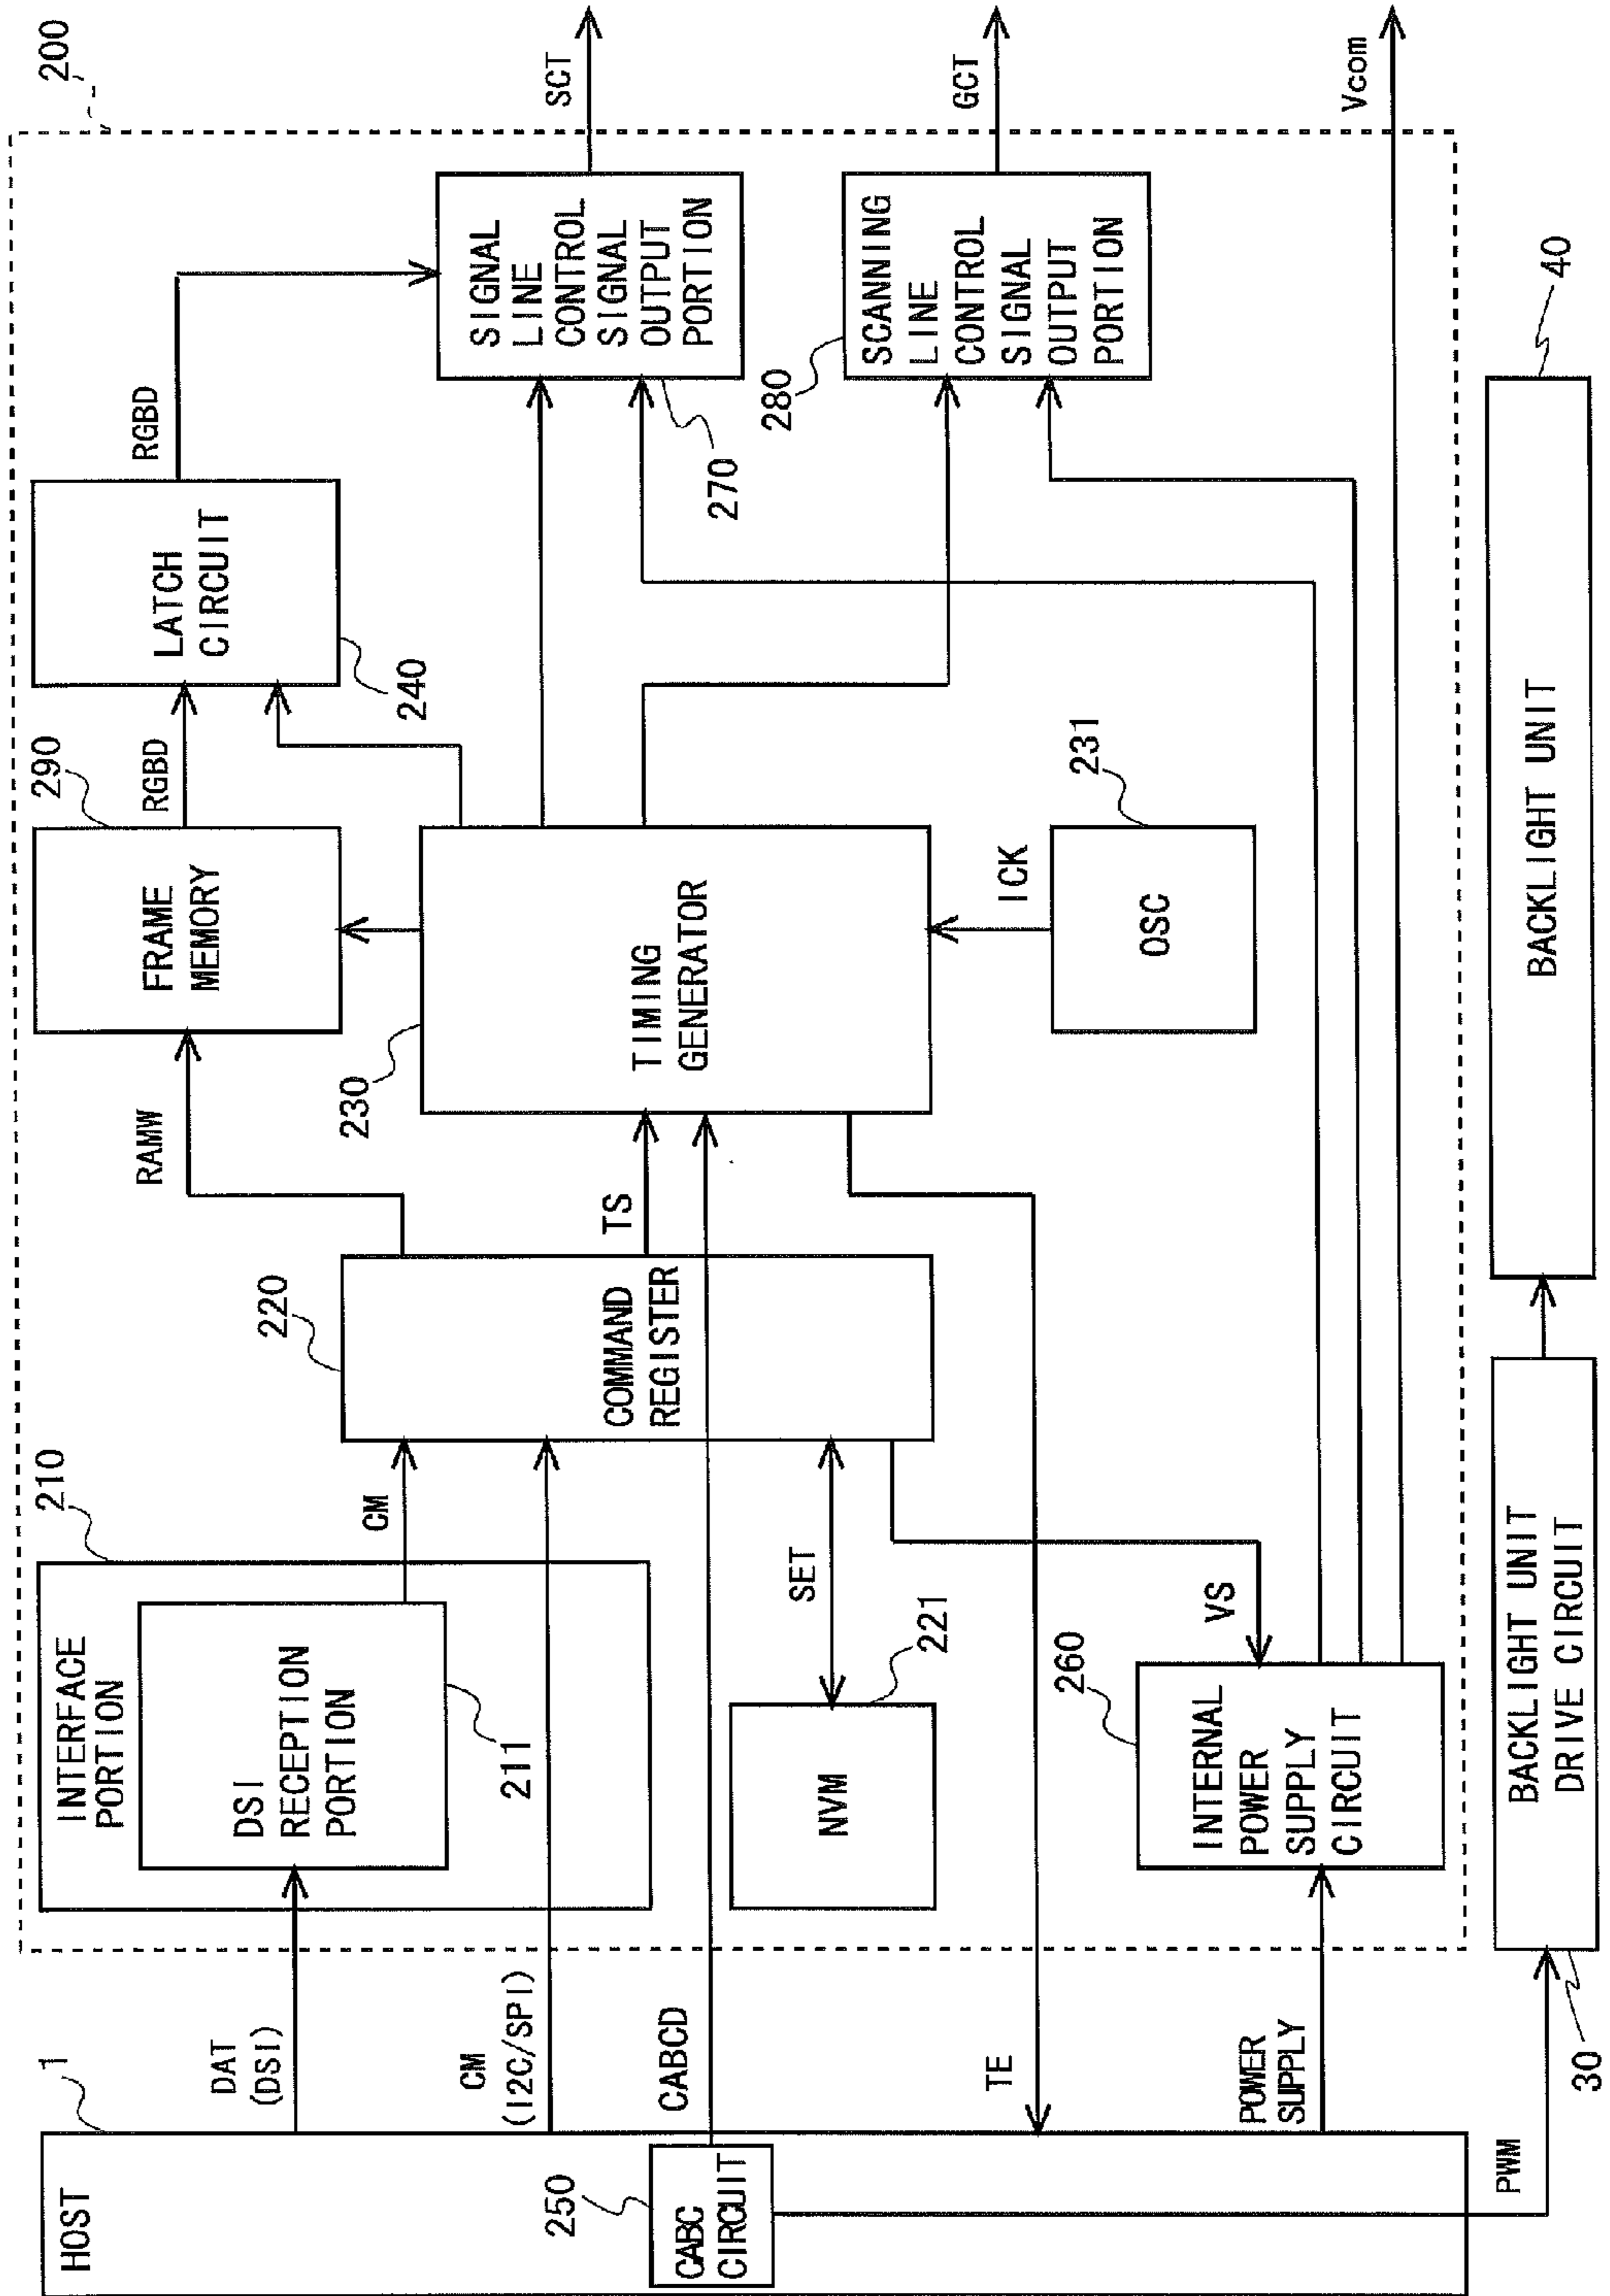 200
HOST
1
DAT
(DSI)
CM
(I2C/SPI)
CABCD
250
CABC
CIRCUIT
TE
POWER
SUPPLY
PWM
210
INTERFACE
PORTION
DSI
RECEPTION
PORTION
211
CM
NVM
221
SET
INTERNAL
POWER
SUPPLY
CIRCUIT
260
VS
220
COMMAND
REGISTER
RAMW
TS
230
TIMING
GENERATOR
290
FRAME
MEMORY
RGBD
OSC
231
ICK
LATCH
CIRCUIT
240
RGBD
SIGNAL
LINE
CONTROL
SIGNAL
OUTPUT
PORTION
270
SCANNING
LINE
CONTROL
SIGNAL
OUTPUT
PORTION
280
SCT
GCT
Vcom
BACKLIGHT UNIT
DRIVE CIRCUIT
30
BACKLIGHT UNIT
40